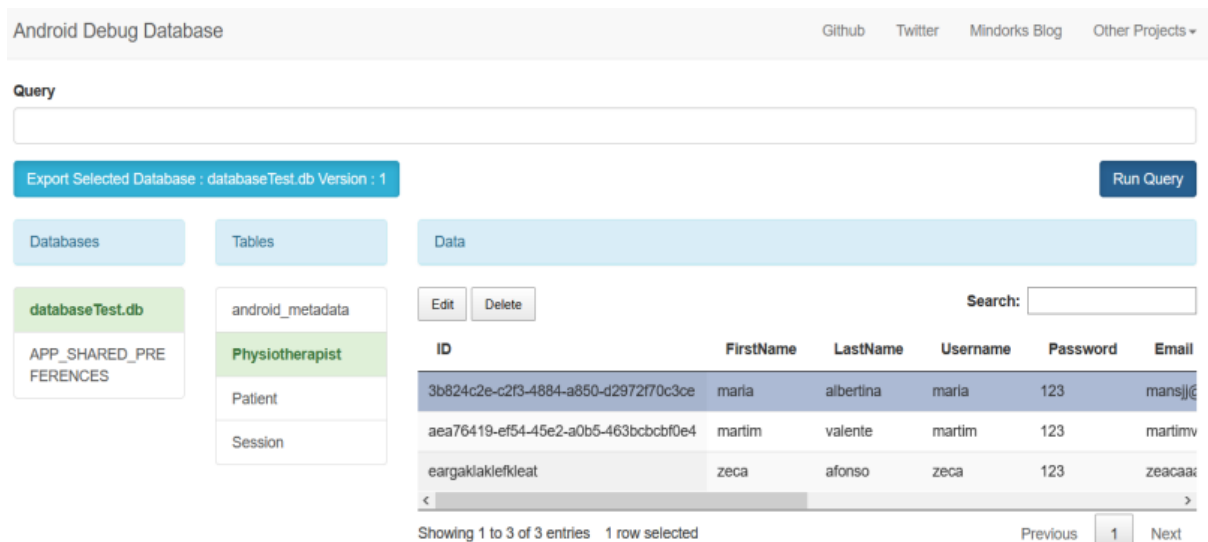 Android Debug Database Github Twitter Mindorks Blog Other Projects
Query
Export Selected Database : databaseTest.db Version : 1 Run Query
Databases Tables Data
databaseTest.db
APP_SHARED_PRE
FERENCES
android_metadata
Physiotherapist
Patient
Session
Edit Delete Search:
ID FirstName LastName Username Password Email
3b824c2e-c2f3-4884-a850-d2972f70c3ce maria albertina maria 123 mansjj@
aea76419-ef54-45e2-a0b5-463bcbcbf0e4 martim valente martim 123 martimv
eargaklaklefkleat zeca afonso zeca 123 zeacaaa
Showing 1 to 3 of 3 entries 1 row selected Previous 1 Next